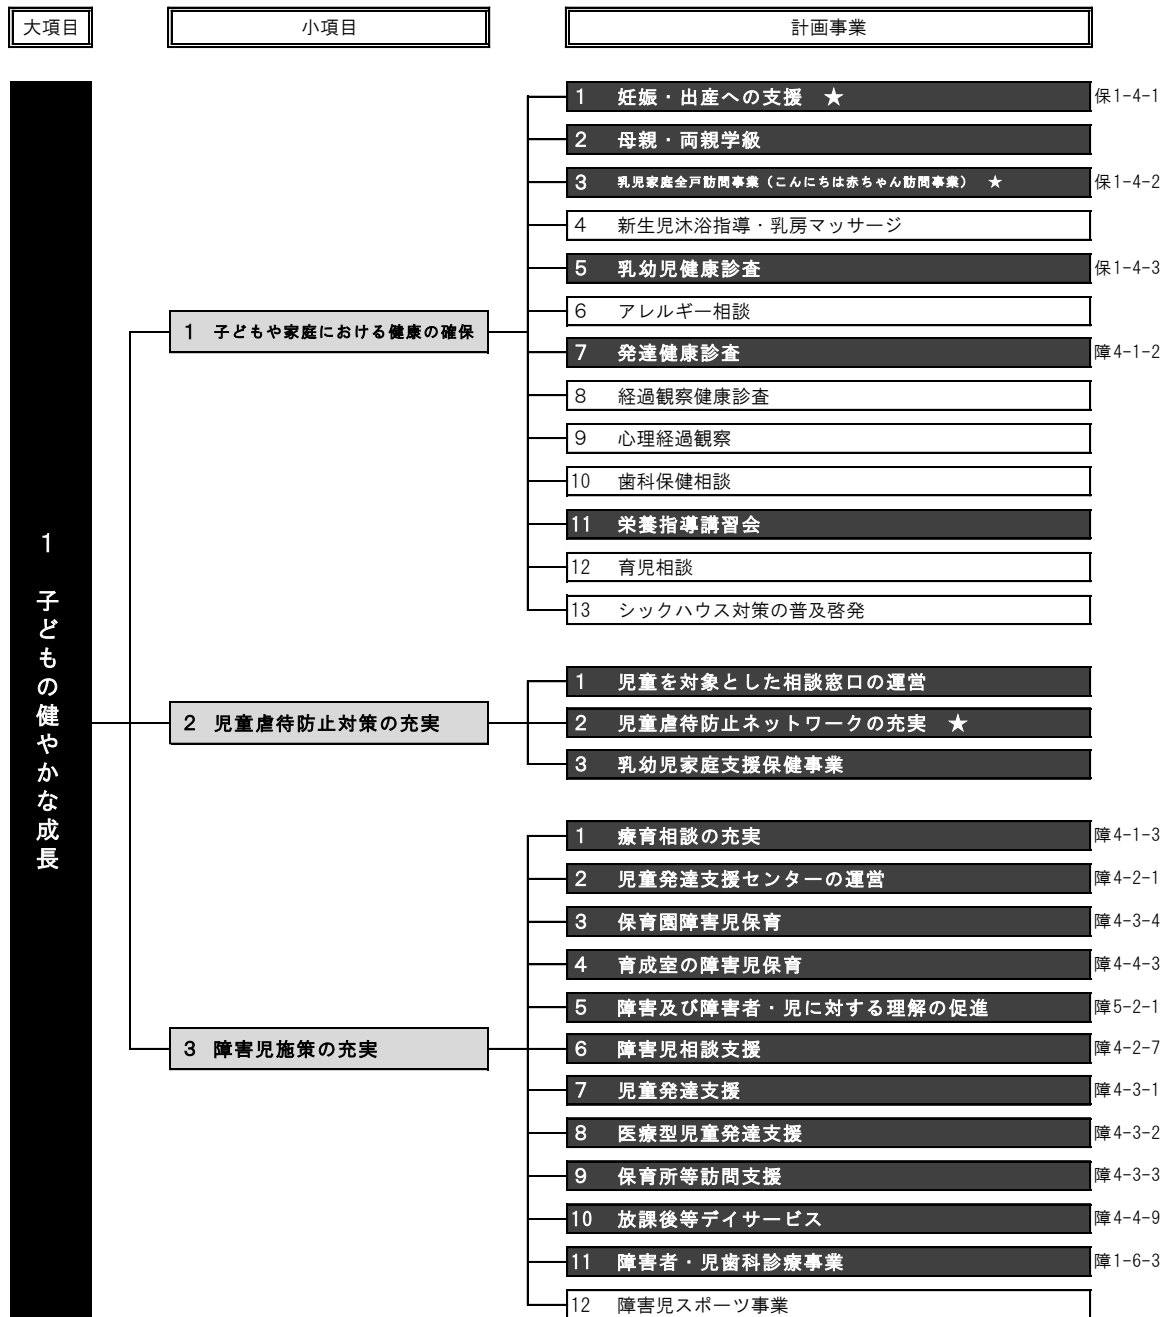 大項目 小項目 計画事業
1 子どもの健やかな成長
1 子どもや家庭における健康の確保
1 妊娠・出産への支援 ★ 保1-4-1
2 母親・両親学級
3 乳児家庭全戸訪問事業（こんにちは赤ちゃん訪問事業） ★ 保1-4-2
4 新生児沐浴指導・乳房マッサージ
5 乳幼児健康診査 保1-4-3
6 アレルギー相談
7 発達健康診査 障4-1-2
8 経過観察健康診査
9 心理経過観察
10 歯科保健相談
11 栄養指導講習会
12 育児相談
13 シックハウス対策の普及啓発
2 児童虐待防止対策の充実
1 児童を対象とした相談窓口の運営
2 児童虐待防止ネットワークの充実 ★
3 乳幼児家庭支援保健事業
3 障害児施策の充実
1 療育相談の充実 障4-1-3
2 児童発達支援センターの運営 障4-2-1
3 保育園障害児保育 障4-3-4
4 育成室の障害児保育 障4-4-3
5 障害及び障害者・児に対する理解の促進 障5-2-1
6 障害児相談支援 障4-2-7
7 児童発達支援 障4-3-1
8 医療型児童発達支援 障4-3-2
9 保育所等訪問支援 障4-3-3
10 放課後等デイサービス 障4-4-9
11 障害者・児歯科診療事業 障1-6-3
12 障害児スポーツ事業